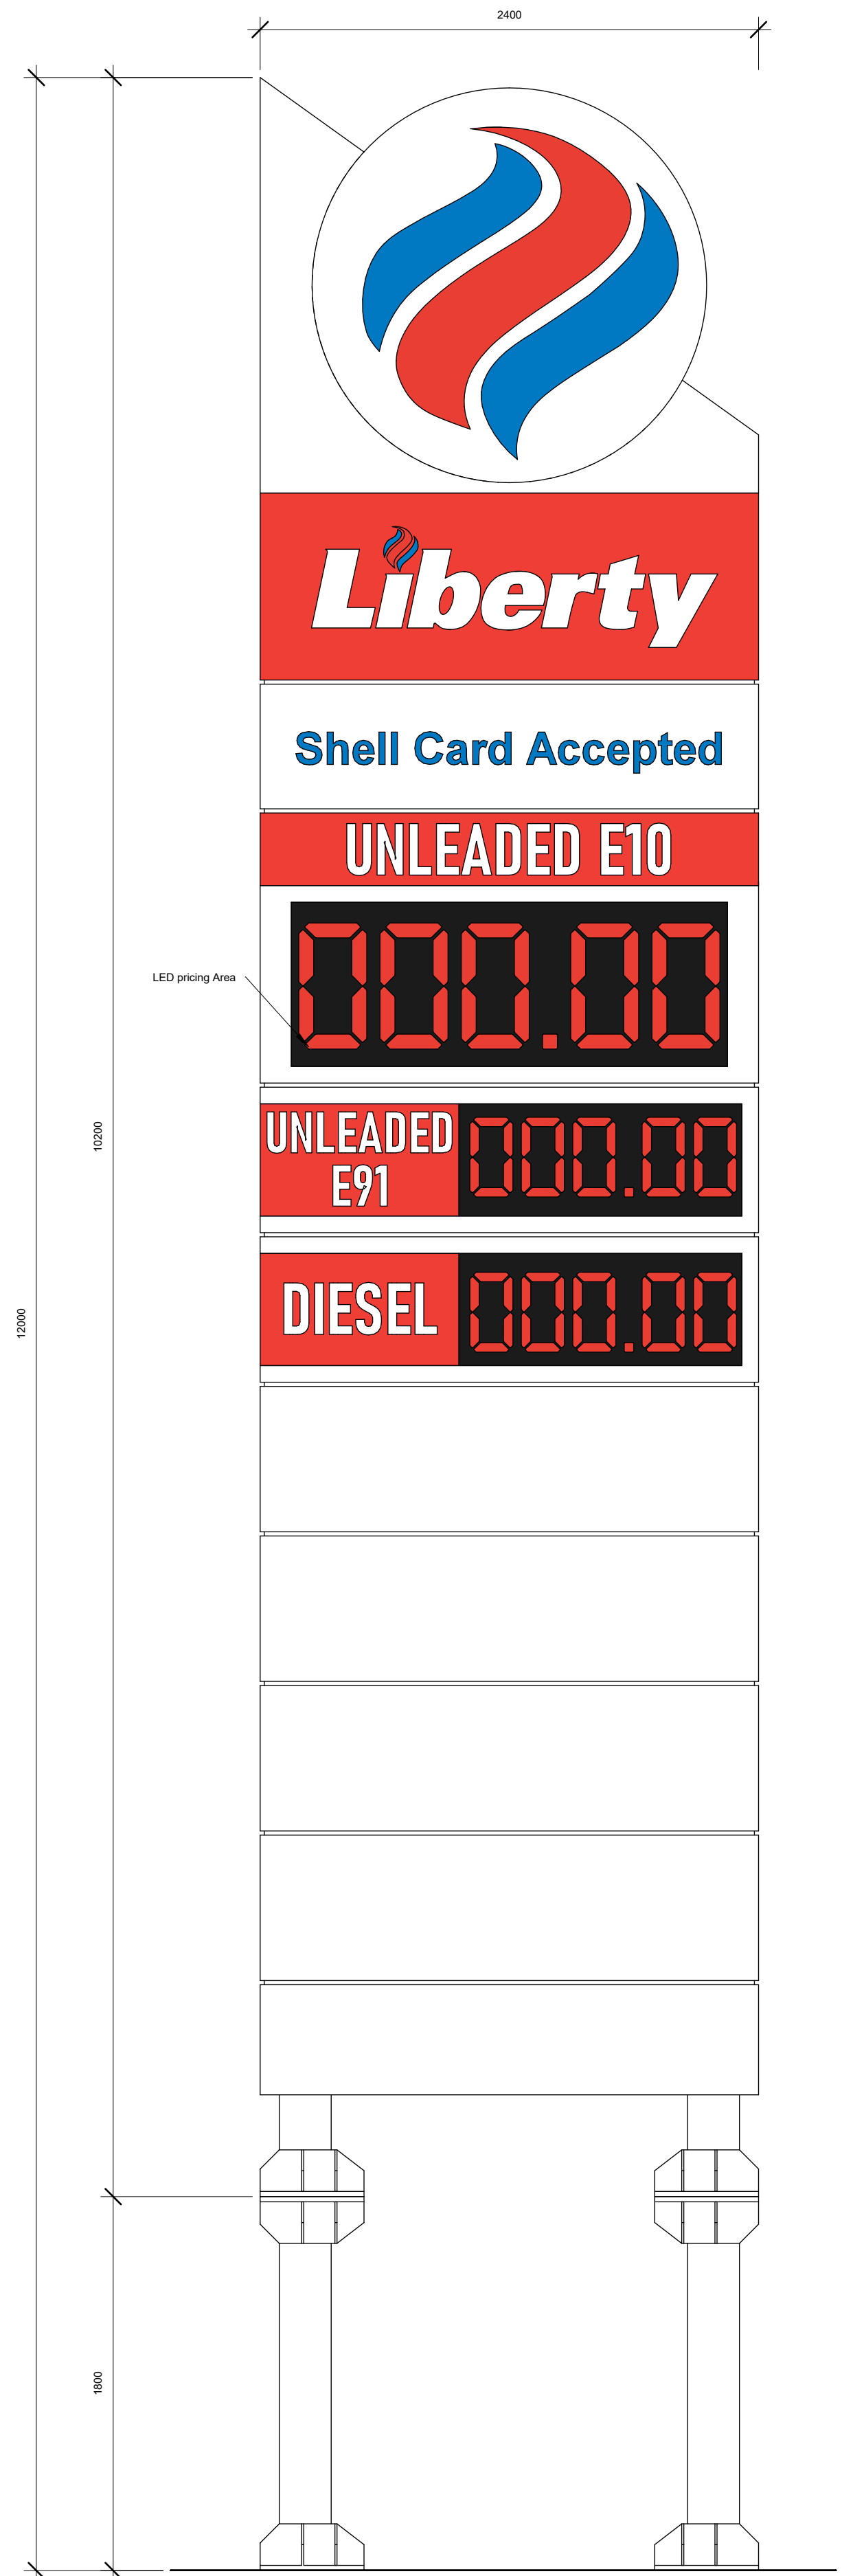 2400
Liberty
Shell Card Accepted
UNLEADED E10
000.00
LED pricing Area
UNLEADED
E91
000.00
10200
DIESEL
000.00
12000
1800